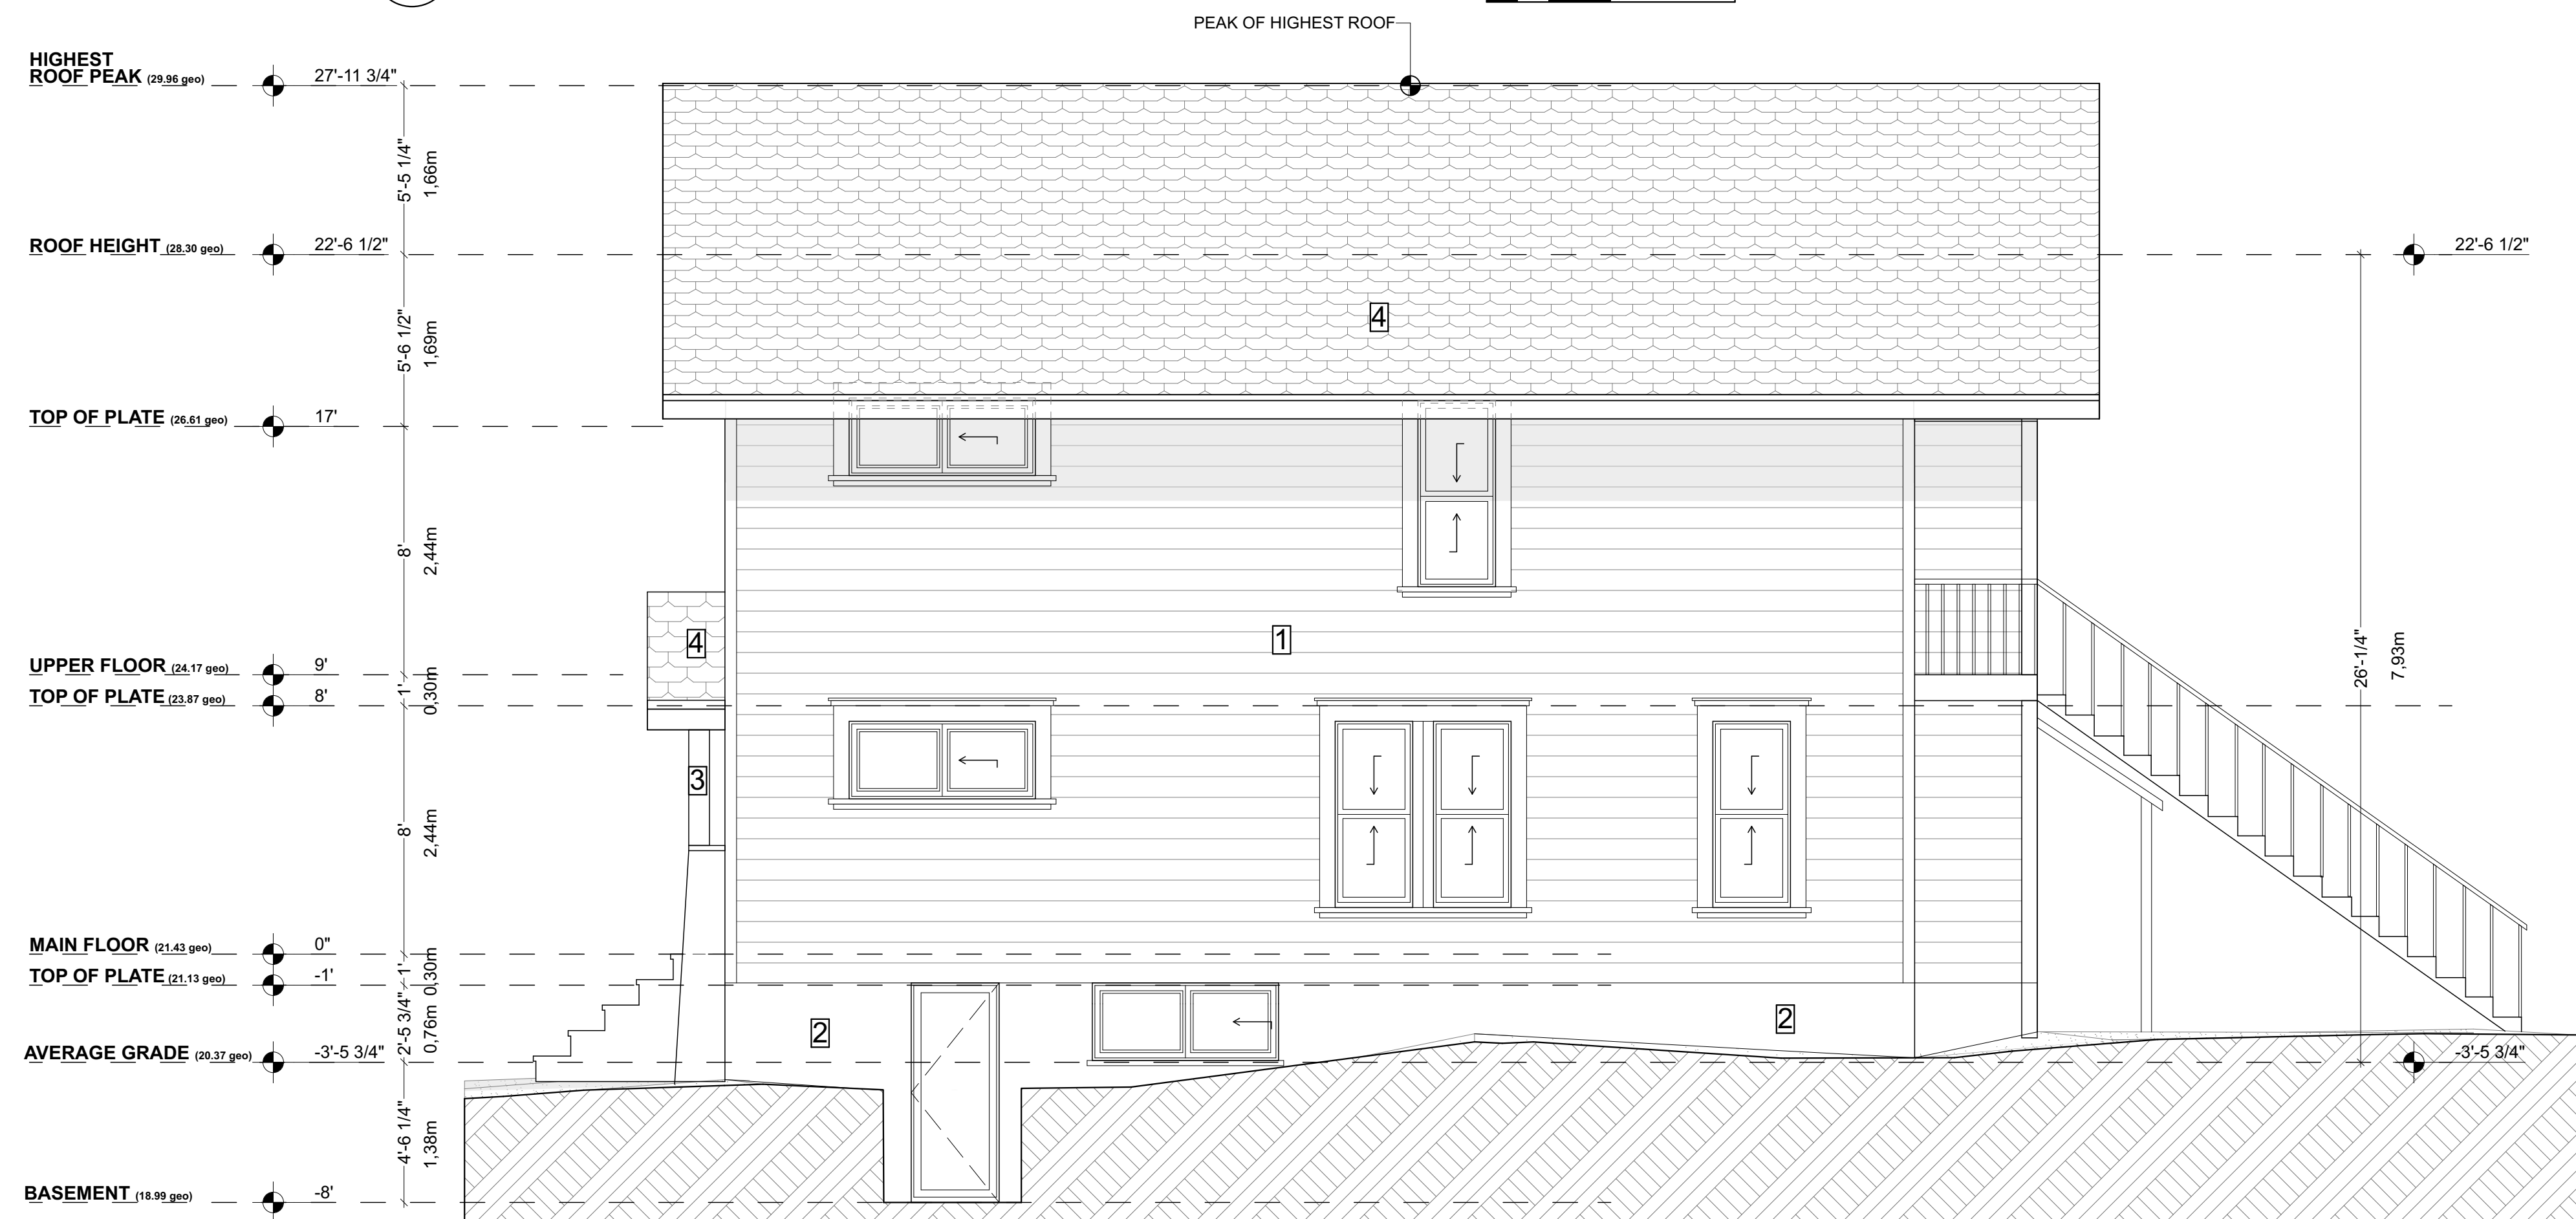 PEAK OF HIGHEST ROOF
HIGHEST
ROOF PEAK (29.96 geo) 27'-11 3/4"
5'-5 1/4"
1,66m
ROOF HEIGHT (28.30 geo) 22'-6 1/2"
22'-6 1/2"
4
5'-6 1/2"
1,69m
TOP OF PLATE (26.61 geo) 17'
8'
2,44m
1
4
UPPER FLOOR (24.17 geo) 9'
1'
0,30m
26'-1/4"
7,93m
TOP OF PLATE (23.87 geo) 8'
3
8'
2,44m
MAIN FLOOR (21.43 geo) 0"
1'
0,30m
TOP OF PLATE (21.13 geo) -1'
2'-5 3/4"
0,76m
2
2
AVERAGE GRADE (20.37 geo) -3'-5 3/4"
-3'-5 3/4"
4'-6 1/4"
1,38m
BASEMENT (18.99 geo) -8'